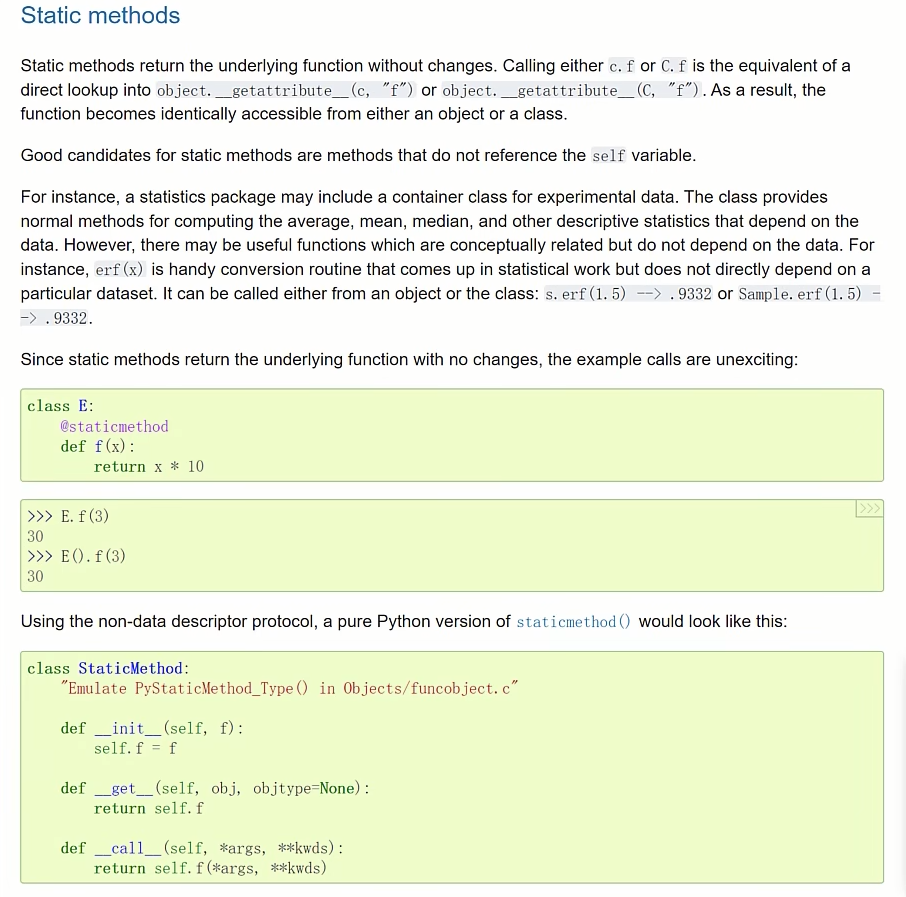 Static methods
Static methods return the underlying function without changes. Calling either c.f or C.f is the equivalent of a
direct lookup into object.__getattribute__(c, "f") or object.__getattribute__(C, "f"). As a result, the
function becomes identically accessible from either an object or a class.
Good candidates for static methods are methods that do not reference the self variable.
For instance, a statistics package may include a container class for experimental data. The class provides
normal methods for computing the average, mean, median, and other descriptive statistics that depend on the
data. However, there may be useful functions which are conceptually related but do not depend on the data. For
instance, erf(x) is handy conversion routine that comes up in statistical work but does not directly depend on a
particular dataset. It can be called either from an object or the class: s.erf(1.5) --> .9332 or Sample.erf(1.5) -
-> .9332.
Since static methods return the underlying function with no changes, the example calls are unexciting:
class E:
    @staticmethod
    def f(x):
        return x * 10
>>>
>>> E.f(3)
30
>>> E().f(3)
30
Using the non-data descriptor protocol, a pure Python version of staticmethod() would look like this:
class StaticMethod:
    "Emulate PyStaticMethod_Type() in Objects/funcobject.c"
    def __init__(self, f):
        self.f = f
    def __get__(self, obj, objtype=None):
        return self.f
    def __call__(self, *args, **kwds):
        return self.f(*args, **kwds)